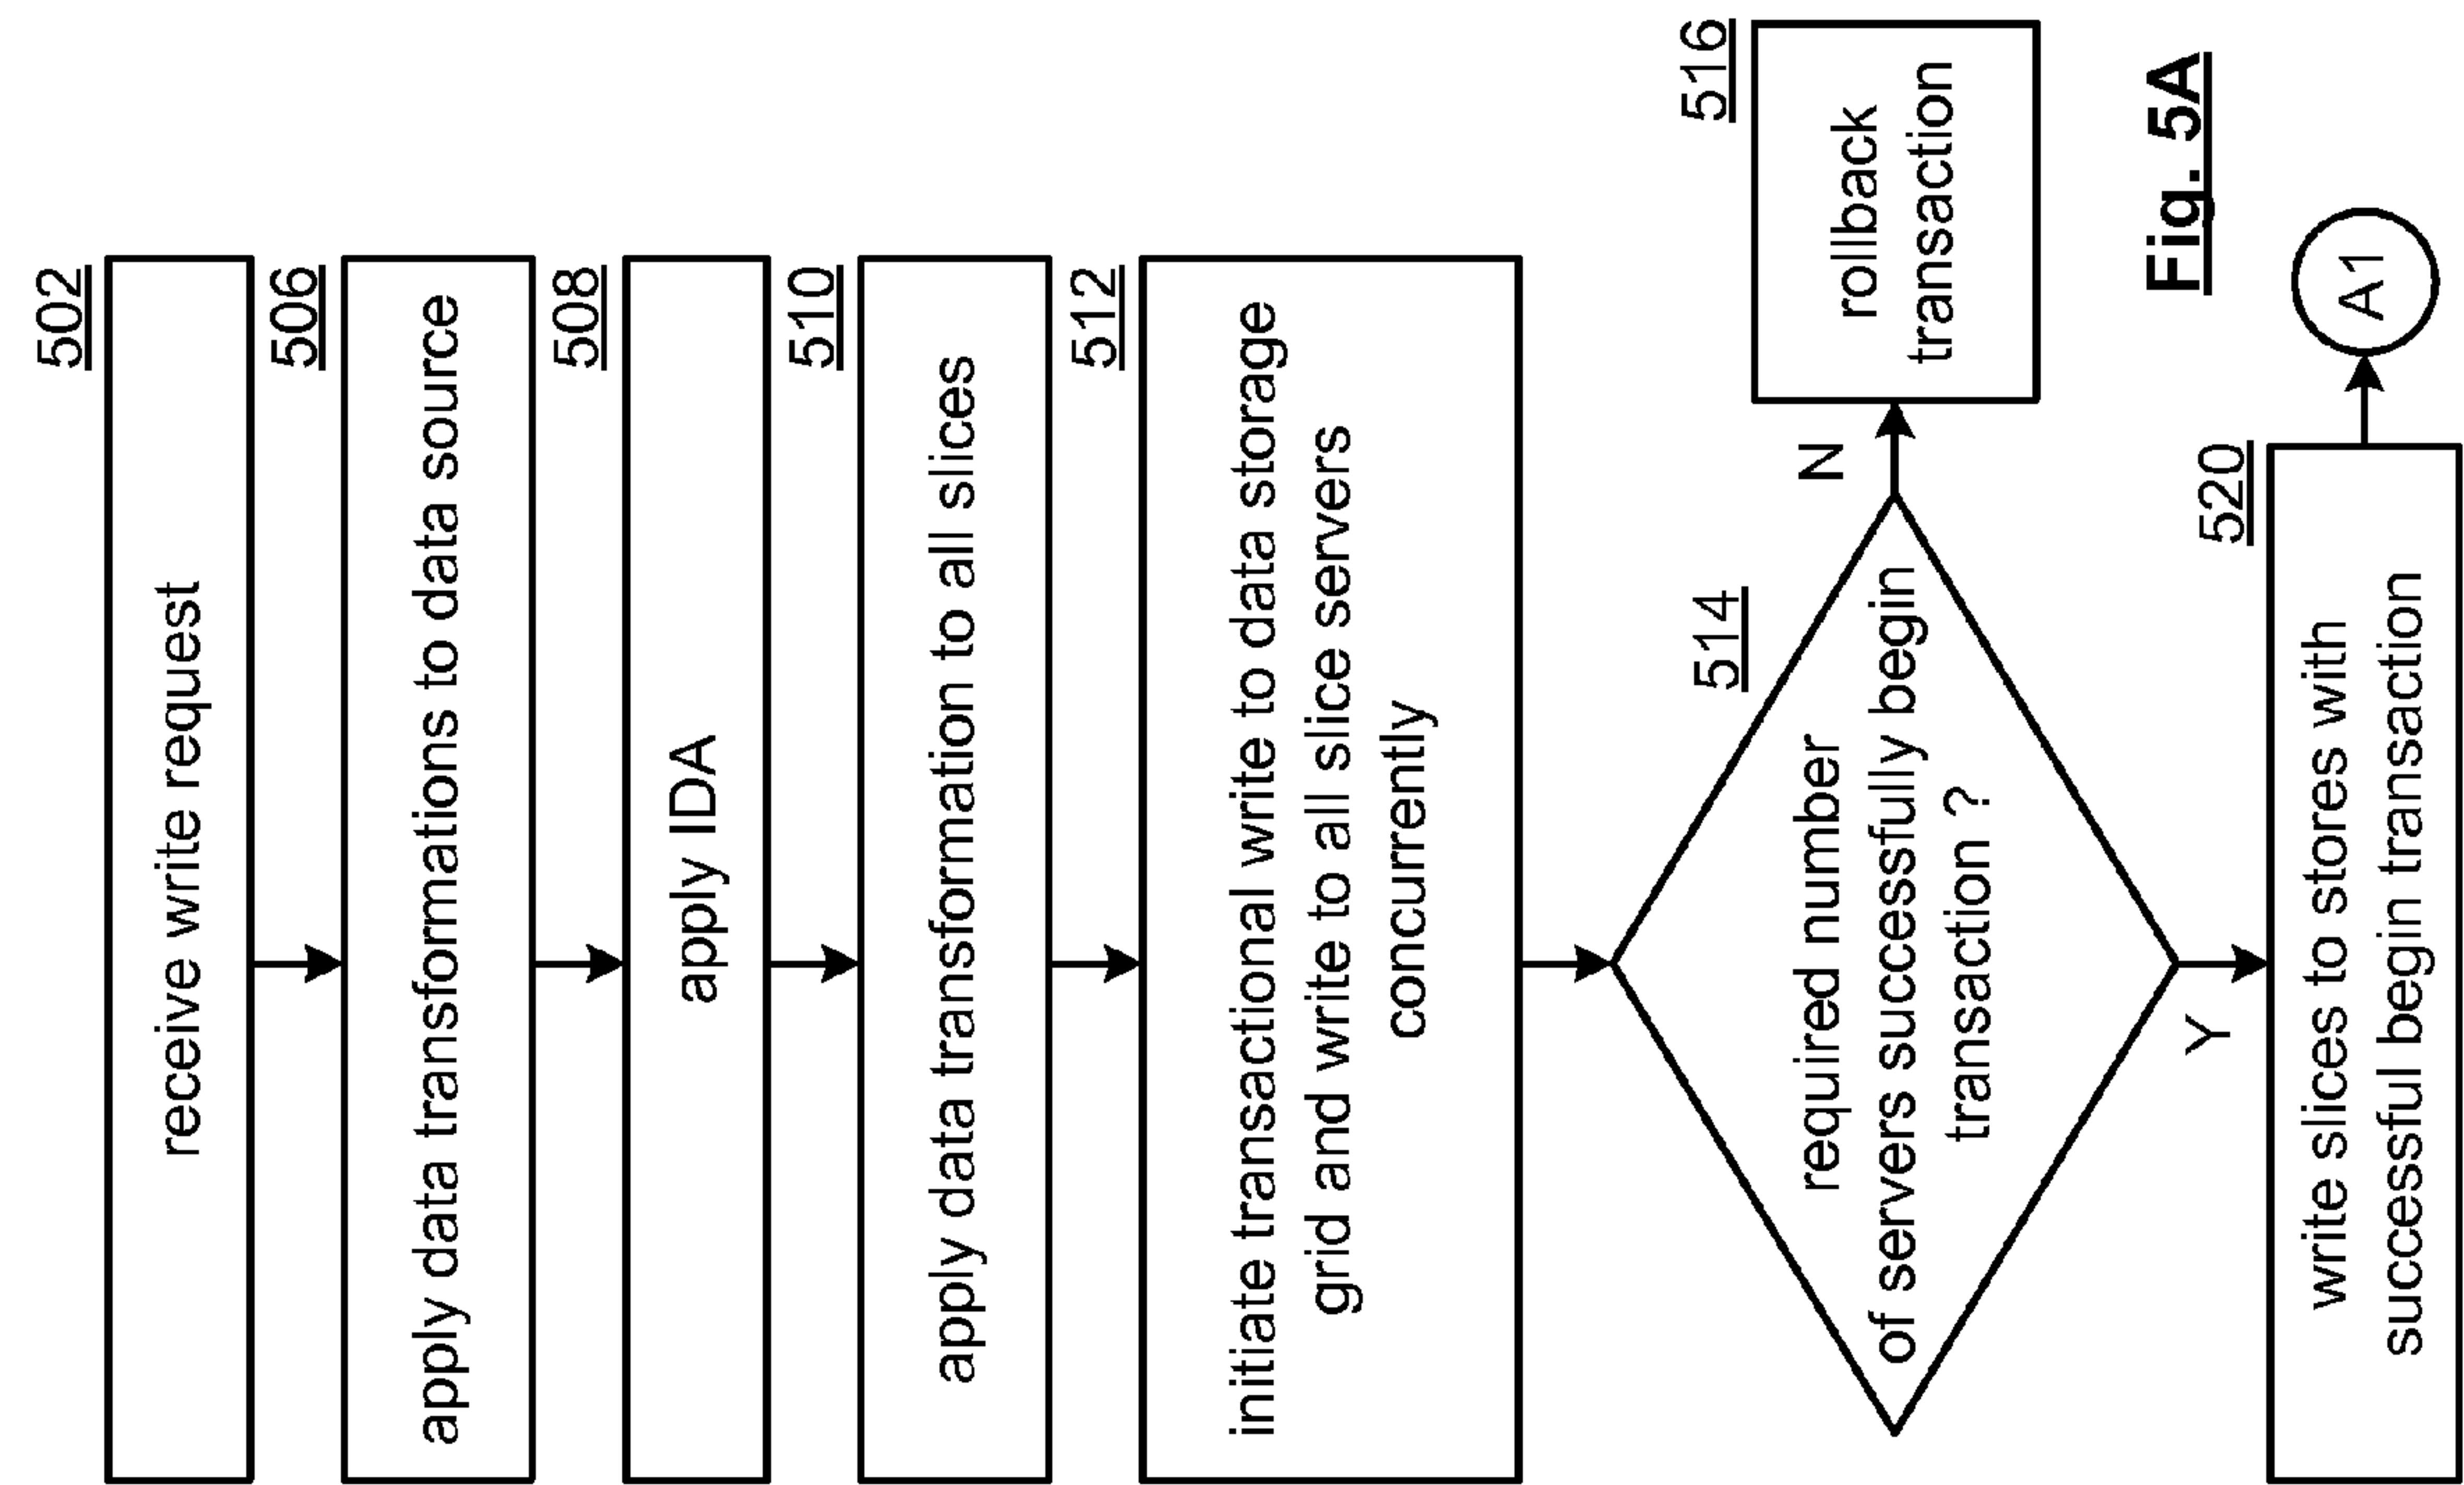 502
receive write request
506
apply data transformations to data source
508
apply IDA
510
apply data transformation to all slices
512
initiate transactional write to data storage
grid and write to all slice servers
concurrently
514
required number
of servers successfully begin
transaction ?
N
516
rollback
transaction
Y
520
write slices to stores with
successful begin transaction
A1
Fig. 5A